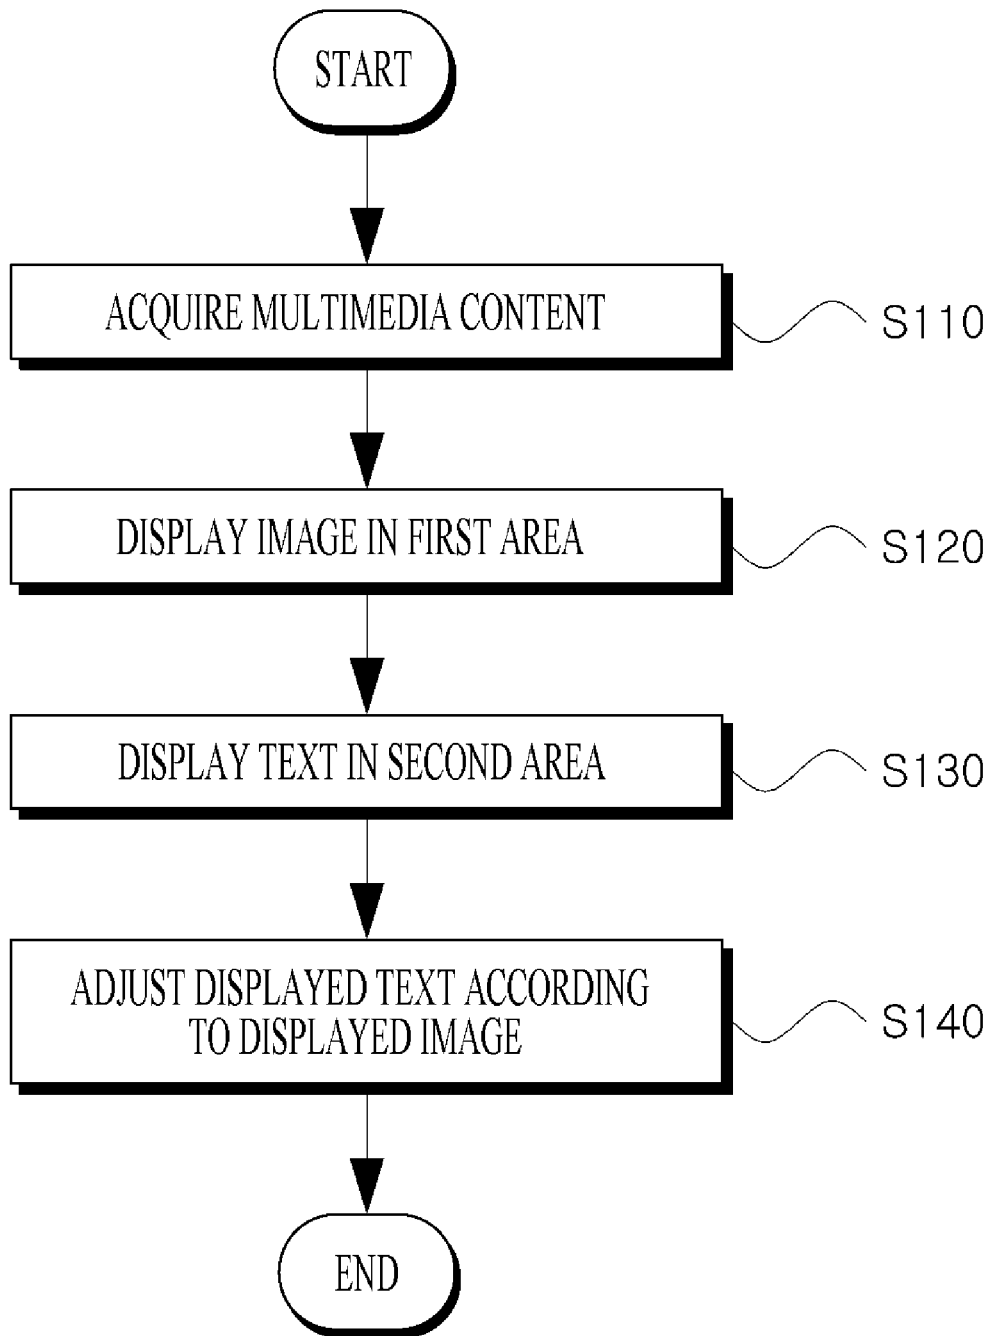 START
ACQUIRE MULTIMEDIA CONTENT
S110
DISPLAY IMAGE IN FIRST AREA
S120
DISPLAY TEXT IN SECOND AREA
S130
ADJUST DISPLAYED TEXT ACCORDING
TO DISPLAYED IMAGE
S140
END